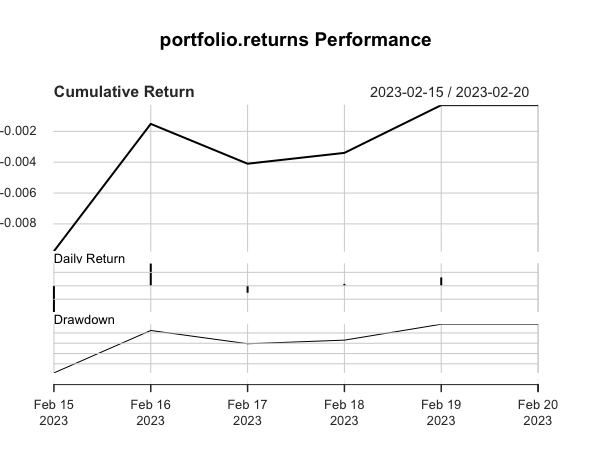 portfolio.returns Performance
Cumulative Return 2023-02-15 / 2023-02-20
-0.002
-0.004
-0.006
-0.008
Daily Return
Drawdown
Feb 15 Feb 16 Feb 17 Feb 18 Feb 19 Feb 20
2023 2023 2023 2023 2023 2023